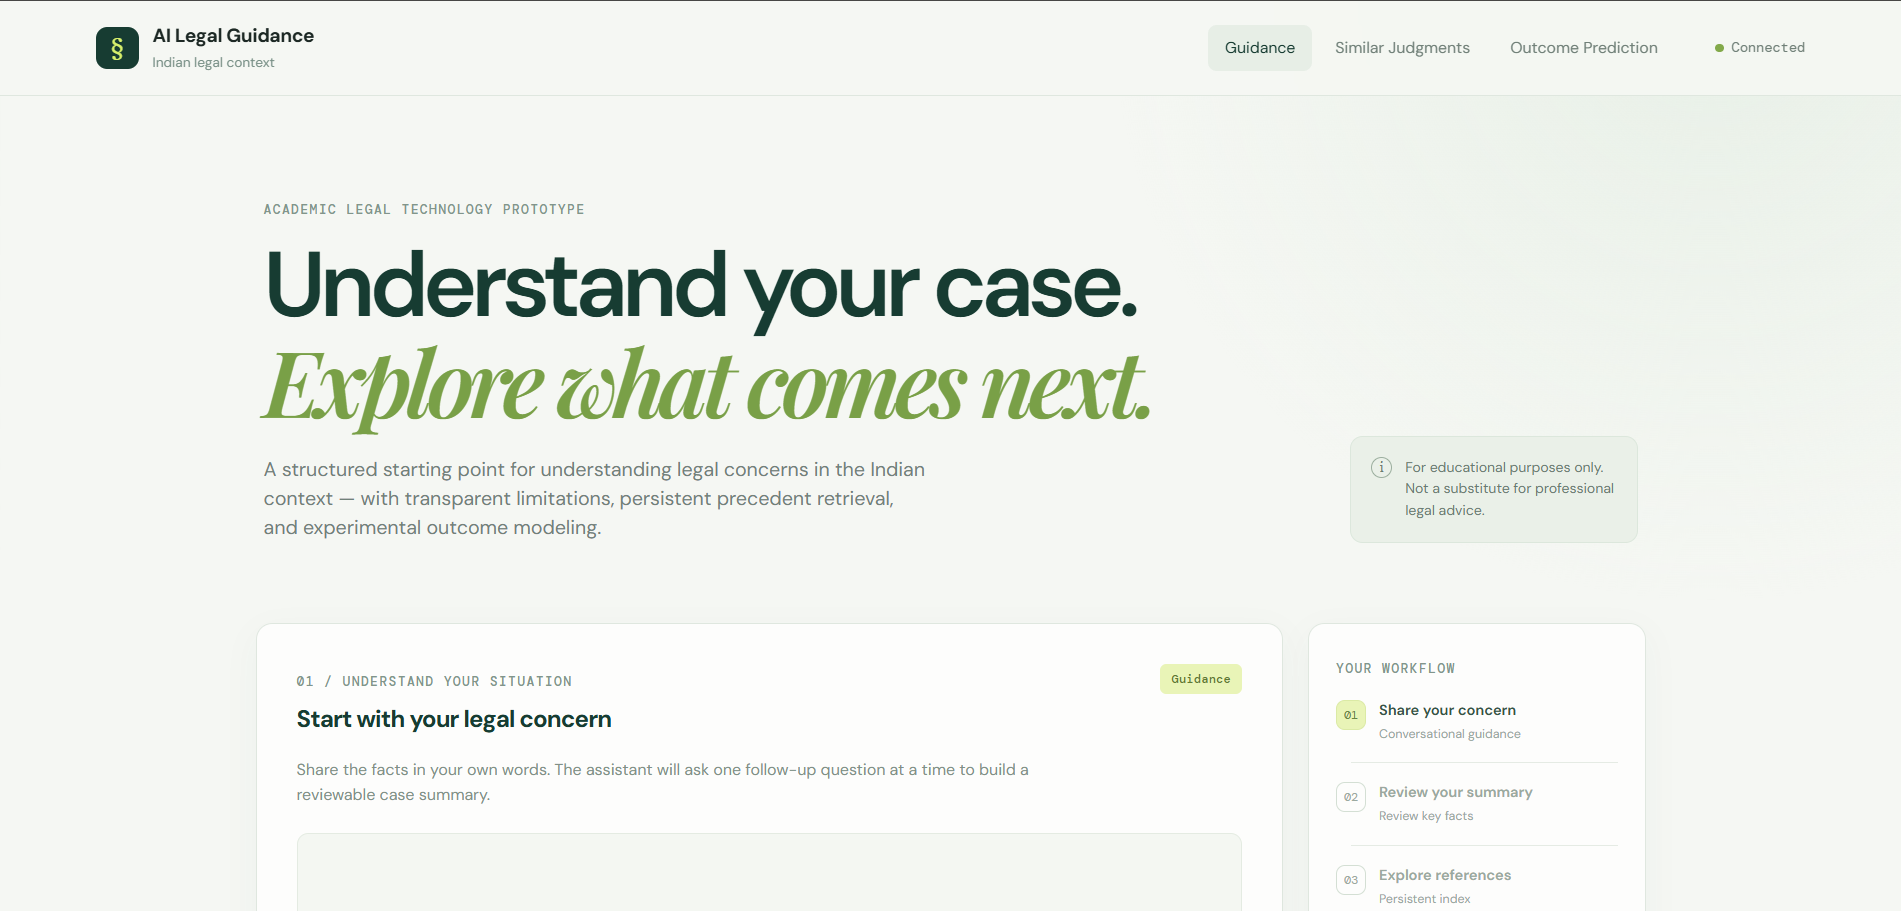 §
AI Legal Guidance
Indian legal context
Guidance
Similar Judgments
Outcome Prediction
Connected
ACADEMIC LEGAL TECHNOLOGY PROTOTYPE
Understand your case.
Explore what comes next.
A structured starting point for understanding legal concerns in the Indian
context — with transparent limitations, persistent precedent retrieval,
and experimental outcome modeling.
i
For educational purposes only.
Not a substitute for professional
legal advice.
01 / UNDERSTAND YOUR SITUATION
Guidance
Start with your legal concern
Share the facts in your own words. The assistant will ask one follow-up question at a time to build a
reviewable case summary.
YOUR WORKFLOW
01
Share your concern
Conversational guidance
02
Review your summary
Review key facts
03
Explore references
Persistent index